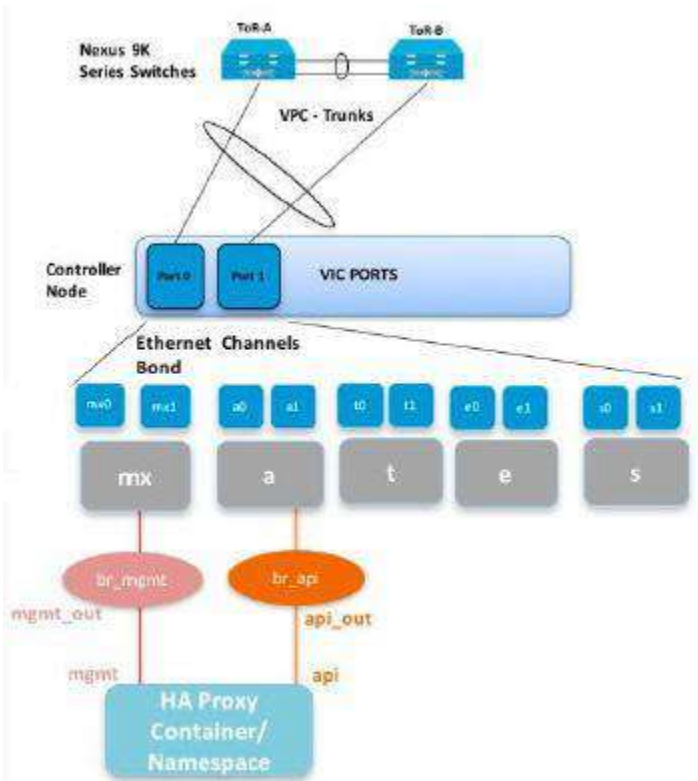 ToR-A
ToR-B
Nexus 9K
Series Switches
VPC - Trunks
Controller
Node
Port 0
Port 1
VIC PORTS
Ethernet Channels
Bond
mx0
mx1
a0
a1
t0
t1
e0
e1
s0
s1
mx
a
t
e
s
br_mgmt
br_api
mgmt_out
api_out
mgmt
api
HA Proxy
Container/
Namespace